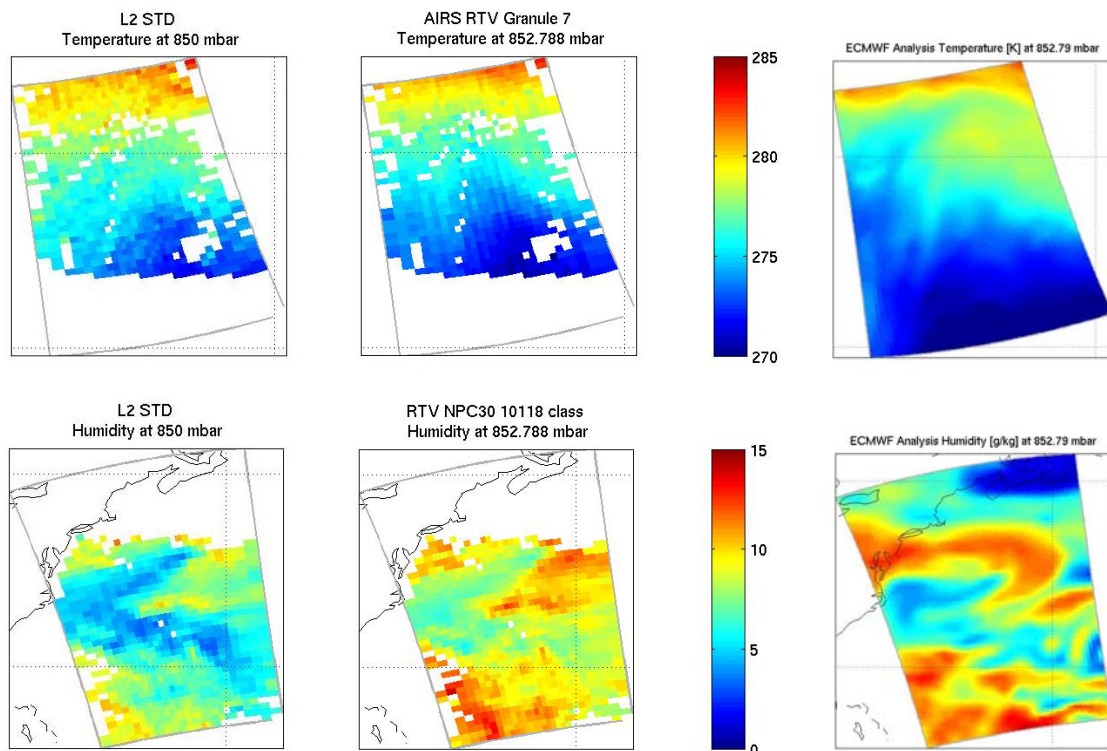 L2 STD
Temperature at 850 mbar
AIRS RTV Granule 7
Temperature at 852.788 mbar
285
280
275
270
ECMWF Analysis Temperature [K] at 852.79 mbar
L2 STD
Humidity at 850 mbar
RTV NPC30 10118 class
Humidity at 852.788 mbar
15
10
5
0
ECMWF Analysis Humidity [g/kg] at 852.79 mbar